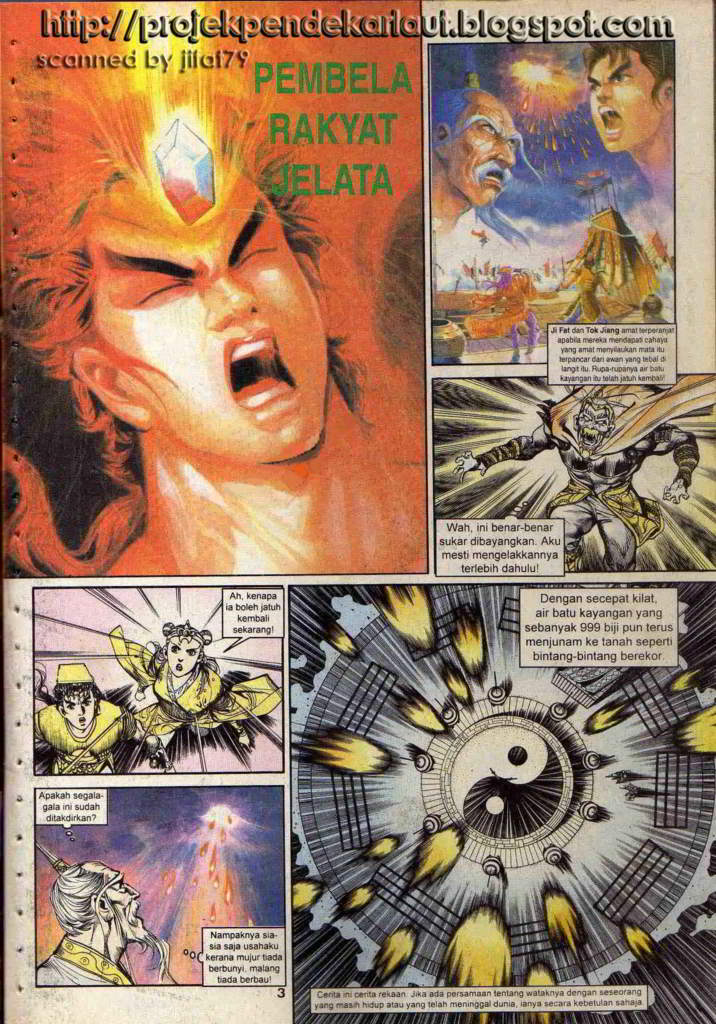 http://projekpendekarlaut.blogspot.com
scanned by jifat79
PEMBELA
RAKYAT
JELATA
Ji Fat dan Tok Jiang amat terperanjat
apabila mereka mendapati cahaya
yang amat menyilaukan mata itu
terpancar dari awan yang tebal di
langit itu. Rupa-rupanya air batu
kayangan itu telah jatuh kembali!
Wah, ini benar-benar
sukar dibayangkan. Aku
mesti mengelakkannya
terlebih dahulu!
Ah, kenapa
ia boleh jatuh
kembali
sekarang!
Dengan secepat kilat,
air batu kayangan yang
sebanyak 999 biji pun terus
menjunam ke tanah seperti
bintang-bintang berekor.
Apakah segala-
gala ini sudah
ditakdirkan?
Nampaknya sia-
sia saja usahaku
kerana mujur tiada
berbunyi, malang
tiada berbau!
3
Cerita ini cerita rekaan. Jika ada persamaan tentang wataknya dengan seseorang
yang masih hidup atau yang telah meninggal dunia, ianya secara kebetulan sahaja.